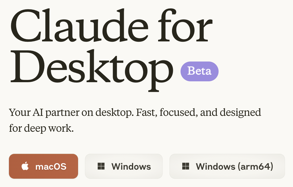 Claude for
Desktop Beta
Your AI partner on desktop. Fast, focused, and designed
for deep work.
macOS Windows Windows (arm64)